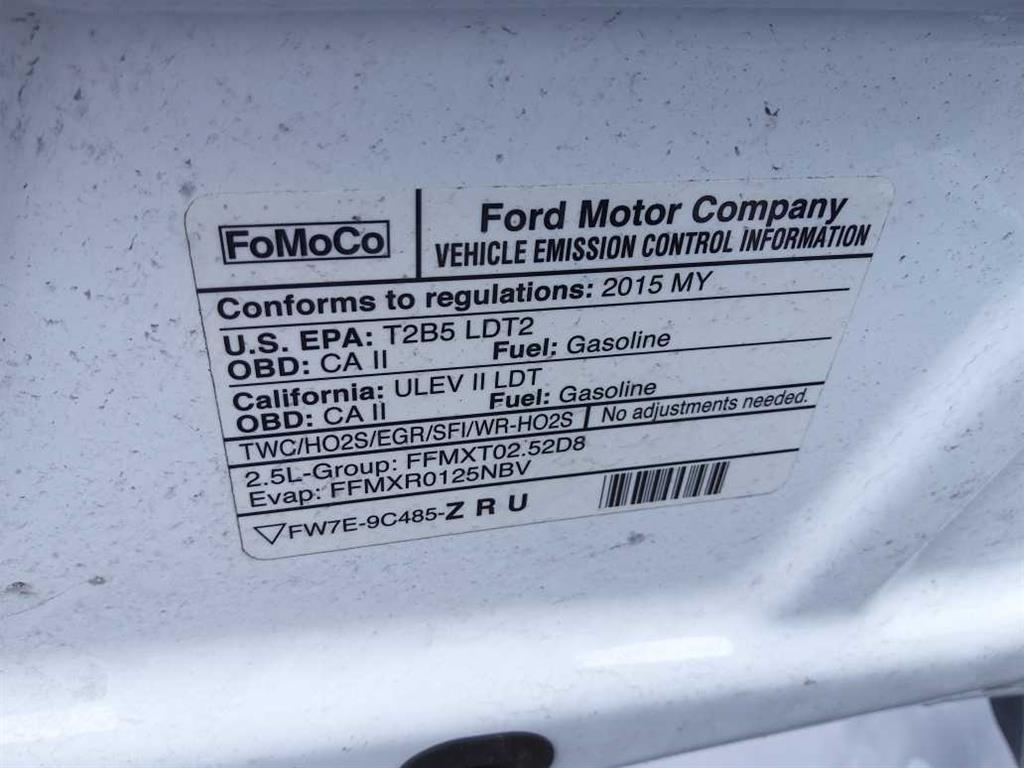 FoMoCo
Ford Motor Company
VEHICLE EMISSION CONTROL INFORMATION
Conforms to regulations: 2015 MY
U.S. EPA: T2B5 LDT2
OBD: CA II Fuel: Gasoline
California: ULEV II LDT
OBD: CA II Fuel: Gasoline
TWC/HO2S/EGR/SFI/WR-HO2S No adjustments needed.
2.5L-Group: FFMXT02.52D8
Evap: FFMXR0125NBV
FW7E-9C485-ZRU